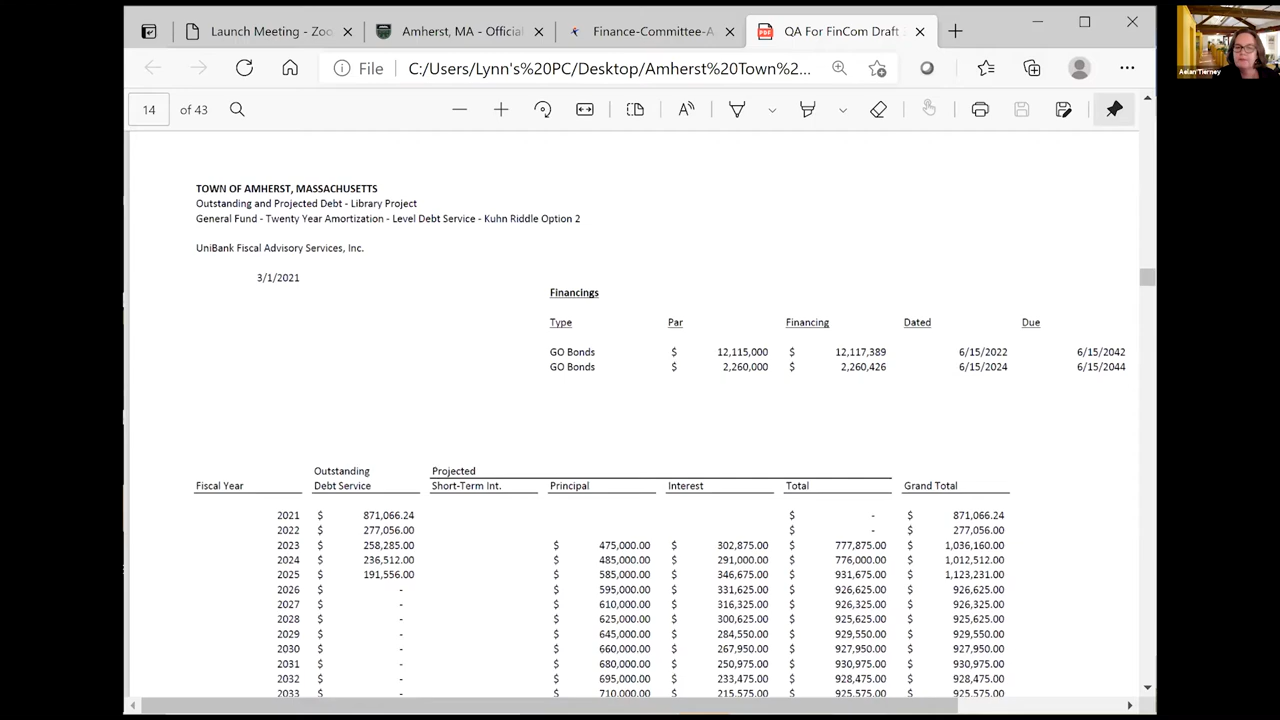 Launch Meeting - Zoo
Amherst, MA - Official
Finance-Committee-A
QA For FinCom Draft
File
C:/Users/Lynn's%20PC/Desktop/Amherst%20Town%2...
14 of 43
TOWN OF AMHERST, MASSACHUSETTS
Outstanding and Projected Debt - Library Project
General Fund - Twenty Year Amortization - Level Debt Service - Kuhn Riddle Option 2
UniBank Fiscal Advisory Services, Inc.
3/1/2021
Financings
Type Par Financing Dated Due
GO Bonds $ 12,115,000 $ 12,117,389 6/15/2022 6/15/2042
GO Bonds $ 2,260,000 $ 2,260,426 6/15/2024 6/15/2044
Outstanding Projected
Fiscal Year Debt Service Short-Term Int. Principal Interest Total Grand Total
2021 $ 871,066.24 $ - $ 871,066.24
2022 $ 277,056.00 $ - $ 277,056.00
2023 $ 258,285.00 $ 475,000.00 $ 302,875.00 $ 777,875.00 $ 1,036,160.00
2024 $ 236,512.00 $ 485,000.00 $ 291,000.00 $ 776,000.00 $ 1,012,512.00
2025 $ 191,556.00 $ 585,000.00 $ 346,675.00 $ 931,675.00 $ 1,123,231.00
2026 $ - $ 595,000.00 $ 331,625.00 $ 926,625.00 $ 926,625.00
2027 $ - $ 610,000.00 $ 316,325.00 $ 926,325.00 $ 926,325.00
2028 $ - $ 625,000.00 $ 300,625.00 $ 925,625.00 $ 925,625.00
2029 $ - $ 645,000.00 $ 284,550.00 $ 929,550.00 $ 929,550.00
2030 $ - $ 660,000.00 $ 267,950.00 $ 927,950.00 $ 927,950.00
2031 $ - $ 680,000.00 $ 250,975.00 $ 930,975.00 $ 930,975.00
2032 $ - $ 695,000.00 $ 233,475.00 $ 928,475.00 $ 928,475.00
2033 $ - $ 710,000.00 $ 215,575.00 $ 925,575.00 $ 925,575.00
Tierney